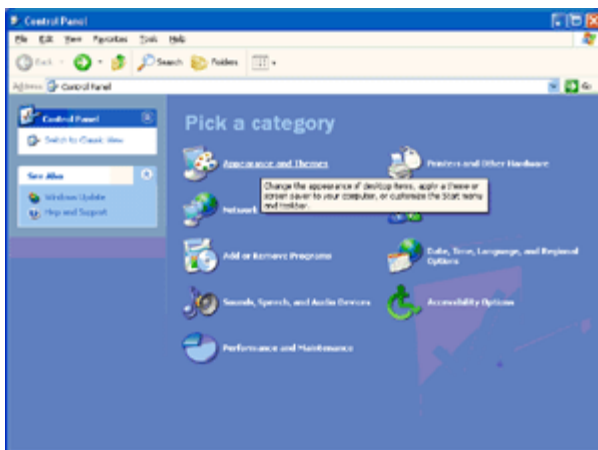 Control Panel
File Edit View Favorites Tools Help
Back Search Folders
Address Control Panel Go
Control Panel
Switch to Classic View
See Also
Windows Update
Help and Support
Pick a category
Appearance and Themes
Printers and Other Hardware
Change the appearance of desktop items, apply a theme or
screen saver to your computer, or customize the Start menu
and taskbar.
Network
Add or Remove Programs
Date, Time, Language, and Regional
Options
Sounds, Speech, and Audio Devices
Accessibility Options
Performance and Maintenance